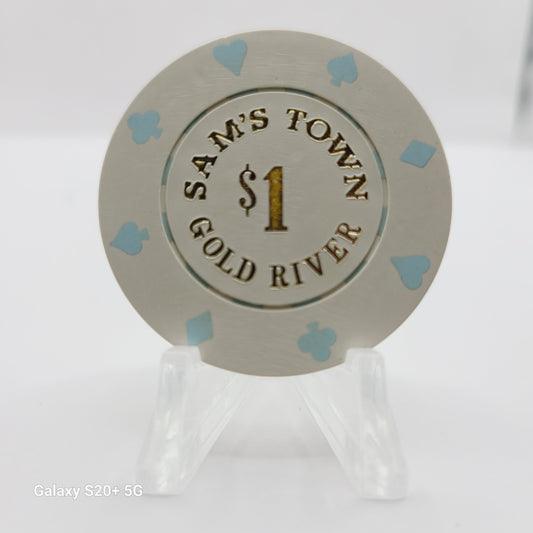 SAM'S TOWN
$1
GOLD RIVER
Galaxy S20+ 5G